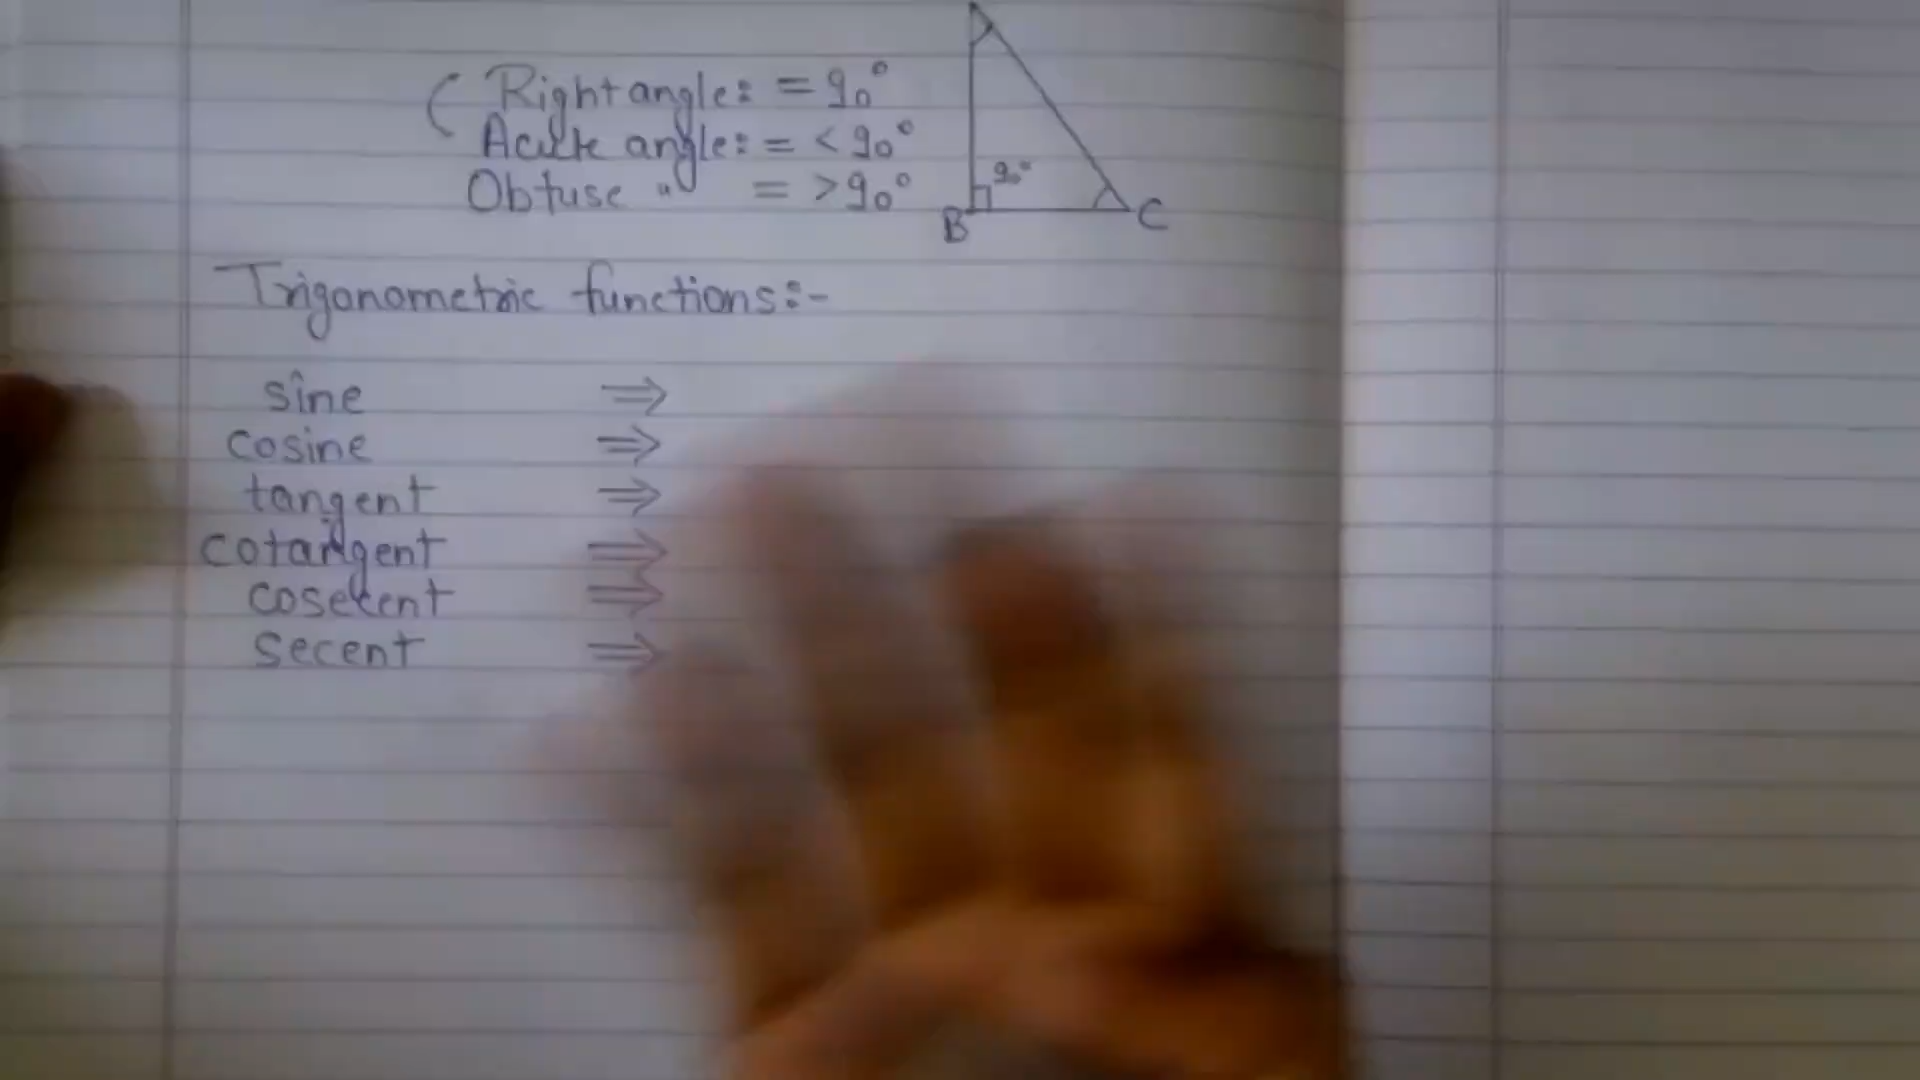 Right angle: = 90°
Acute angle: = < 90°
Obtuse " = > 90°
90°
B C
Trigonometric functions:-
sine ⇒
cosine ⇒
tangent ⇒
cotangent ⇒
cosecent ⇒
secent ⇒